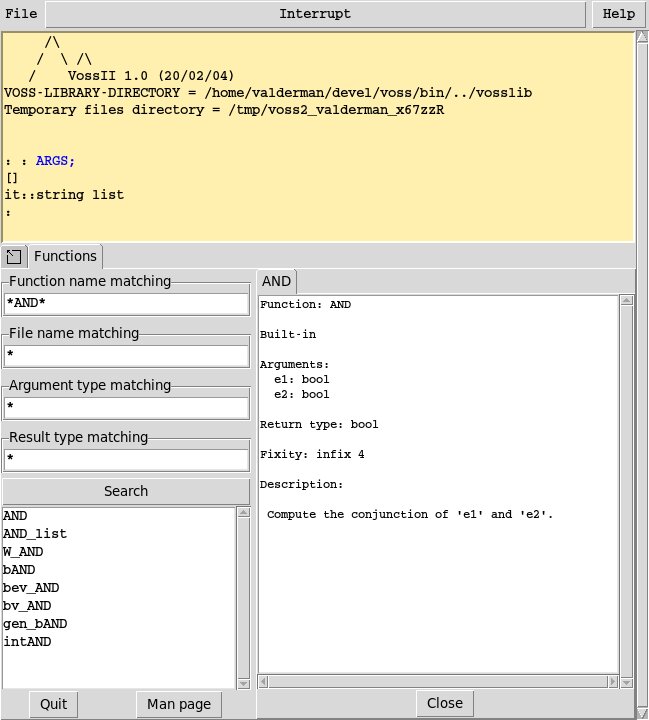 File Interrupt Help
/\
/ \ /\
/ VossII 1.0 (20/02/04)
VOSS-LIBRARY-DIRECTORY = /home/valderman/devel/voss/bin/../vosslib
Temporary files directory = /tmp/voss2_valderman_x67zzR
: : ARGS;
[]
it::string list
:
Functions
Function name matching
*AND*
File name matching
*
Argument type matching
*
Result type matching
*
Search
AND
AND_list
W_AND
bAND
bev_AND
bv_AND
gen_bAND
intAND
Quit Man page
AND
Function: AND
Built-in
Arguments:
e1: bool
e2: bool
Return type: bool
Fixity: infix 4
Description:
Compute the conjunction of 'e1' and 'e2'.
Close